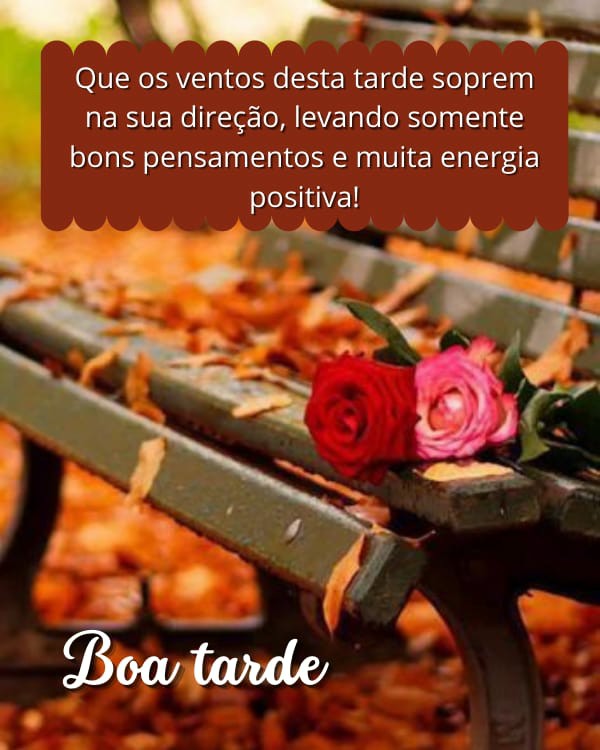 Que os ventos desta tarde soprem
na sua direção, levando somente
bons pensamentos e muita energia
positiva!
Boa tarde